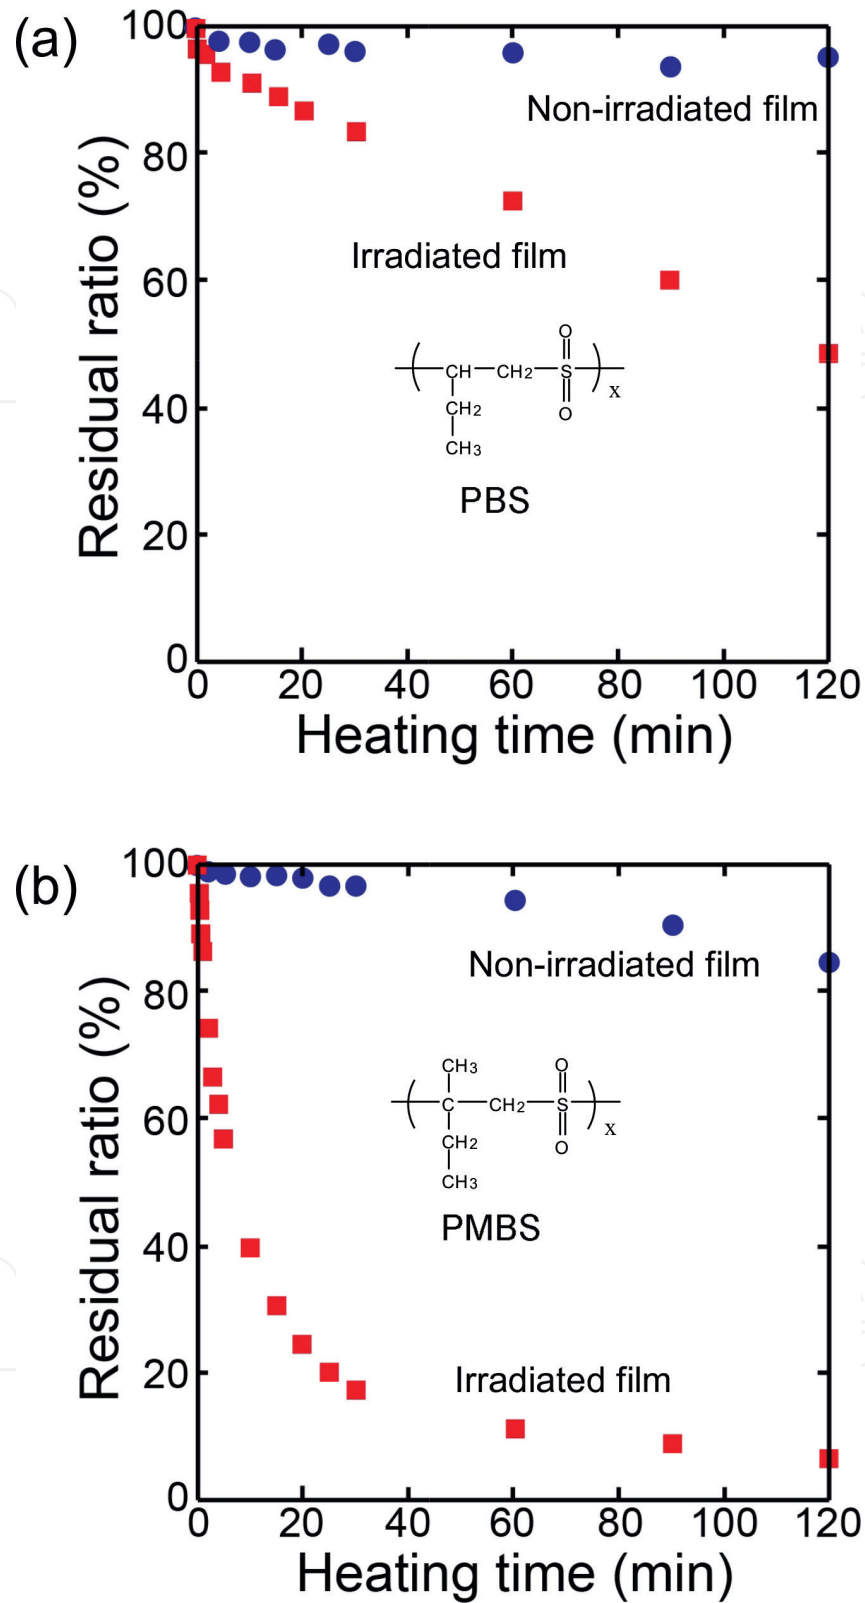 (a)
100
80
60
40
20
0
Residual ratio (%)
Non-irradiated film
Irradiated film
O
CH CH2 S
x
CH2 O
CH3
PBS
0 20 40 60 80 100 120
Heating time (min)
(b)
100
80
60
40
20
0
Residual ratio (%)
Non-irradiated film
CH3 O
C CH2 S
x
CH2 O
CH3
PMBS
Irradiated film
0 20 40 60 80 100 120
Heating time (min)